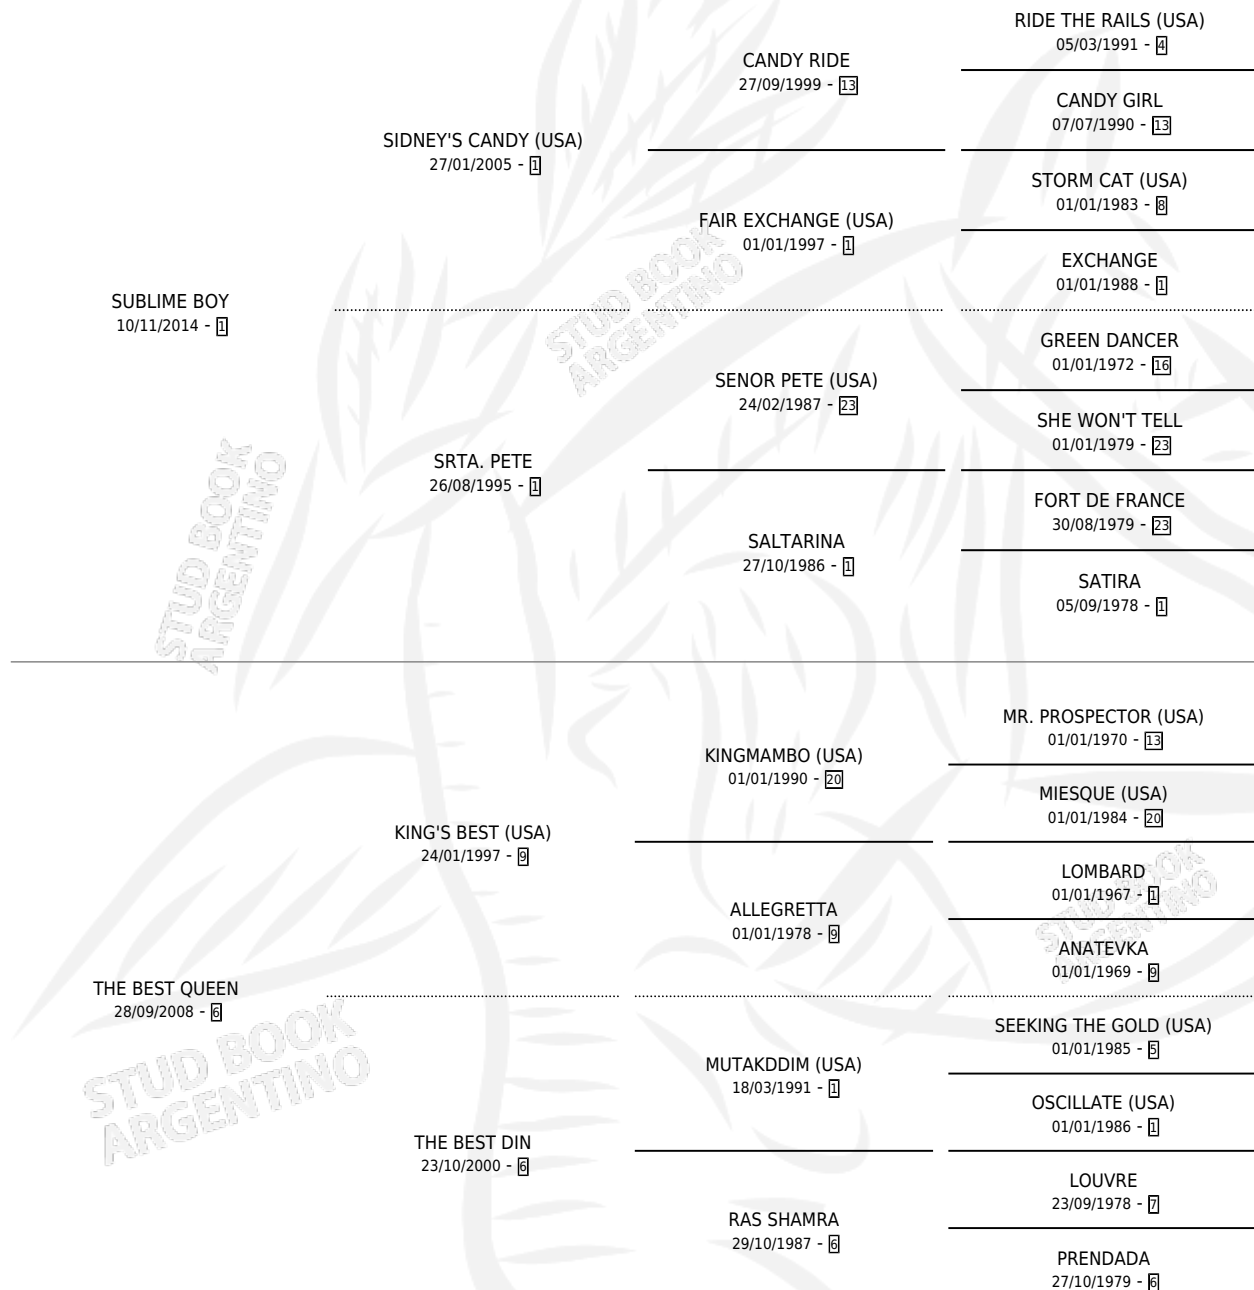 RIDE THE RAILS (USA)
05/03/1991 - 4
CANDY RIDE
27/09/1999 - 13
CANDY GIRL
07/07/1990 - 13
SIDNEY'S CANDY (USA)
27/01/2005 - 1
STORM CAT (USA)
01/01/1983 - 8
FAIR EXCHANGE (USA)
01/01/1997 - 1
EXCHANGE
01/01/1988 - 1
SUBLIME BOY
10/11/2014 - 1
STUD BOOK
ARGENTINO
GREEN DANCER
01/01/1972 - 16
SENOR PETE (USA)
24/02/1987 - 23
SHE WON'T TELL
01/01/1979 - 23
SRTA. PETE
26/08/1995 - 1
FORT DE FRANCE
30/08/1979 - 23
SALTARINA
27/10/1986 - 1
SATIRA
05/09/1978 - 1
STUD BOOK
ARGENTINO
MR. PROSPECTOR (USA)
01/01/1970 - 13
KINGMAMBO (USA)
01/01/1990 - 20
MIESQUE (USA)
01/01/1984 - 20
KING'S BEST (USA)
24/01/1997 - 9
LOMBARD
01/01/1967 - 1
ALLEGRETTA
01/01/1978 - 9
STUD BOOK
ARGENTINO
ANATEVKA
01/01/1969 - 9
THE BEST QUEEN
28/09/2008 - 6
STUD BOOK
ARGENTINO
SEEKING THE GOLD (USA)
01/01/1985 - 5
MUTAKDDIM (USA)
18/03/1991 - 1
OSCILLATE (USA)
01/01/1986 - 1
THE BEST DIN
23/10/2000 - 6
LOUVRE
23/09/1978 - 7
RAS SHAMRA
29/10/1987 - 6
PRENDADA
27/10/1979 - 6